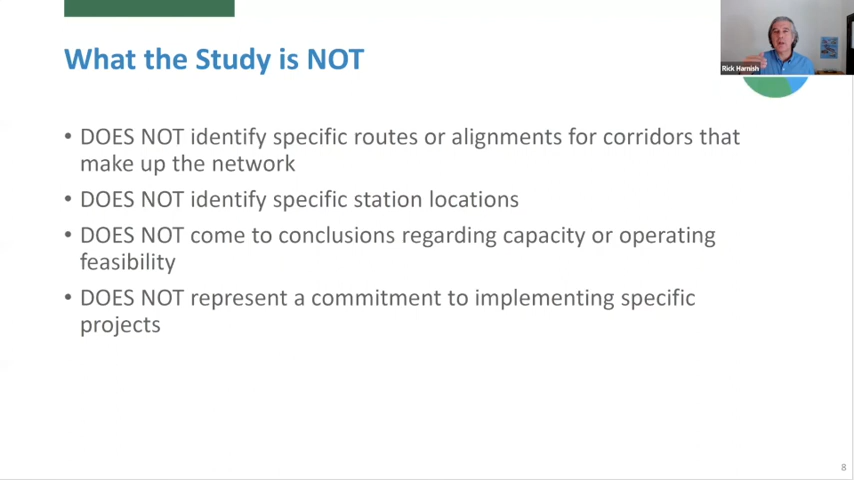 What the Study is NOT
Rick Harnish
• DOES NOT identify specific routes or alignments for corridors that
make up the network
• DOES NOT identify specific station locations
• DOES NOT come to conclusions regarding capacity or operating
feasibility
• DOES NOT represent a commitment to implementing specific
projects
8